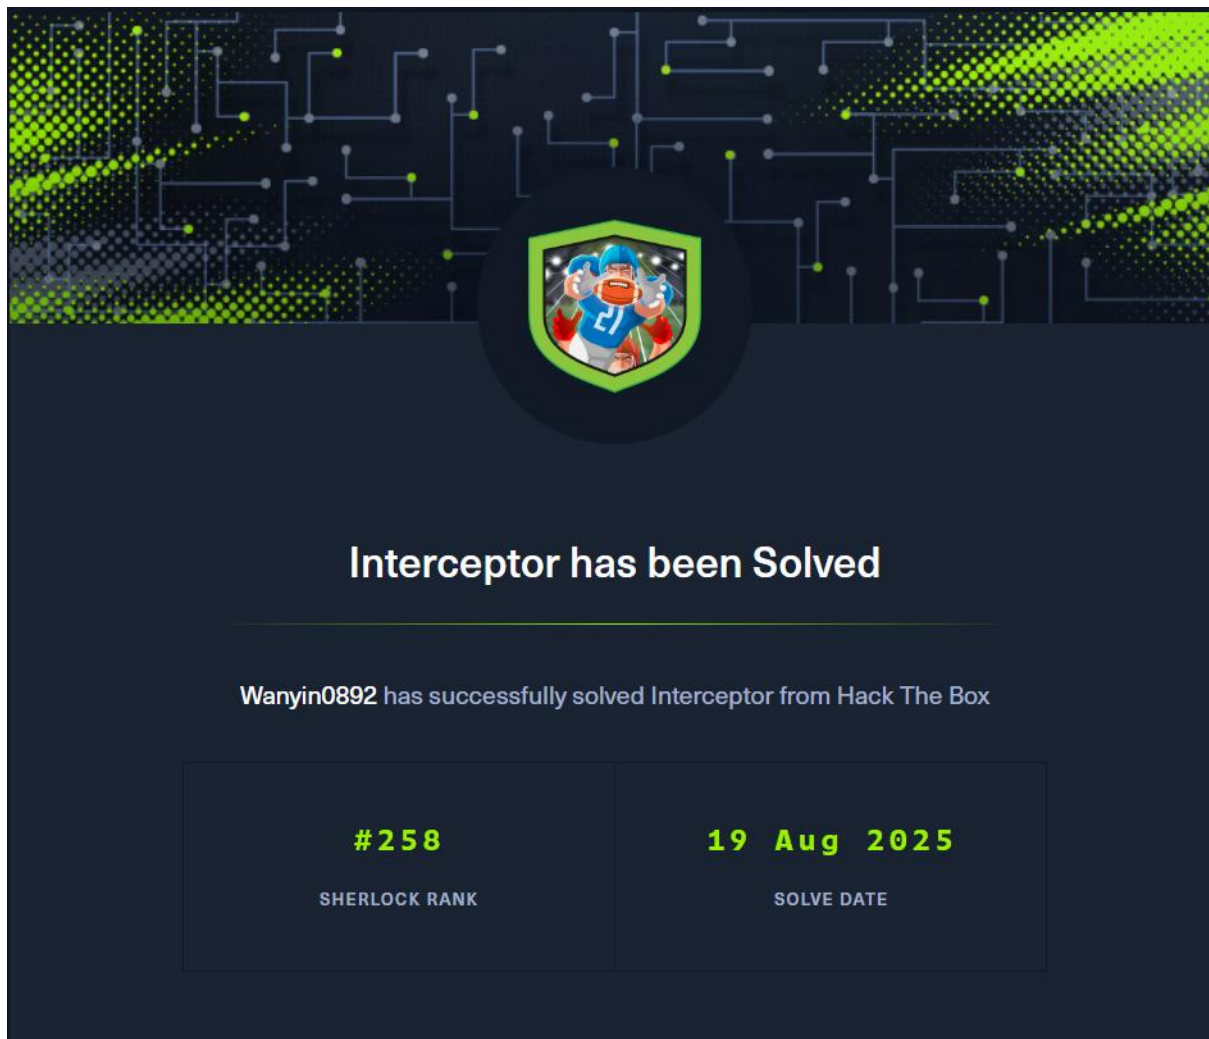 21
Interceptor has been Solved
Wanyin0892 has successfully solved Interceptor from Hack The Box
#258
19 Aug 2025
SHERLOCK RANK
SOLVE DATE